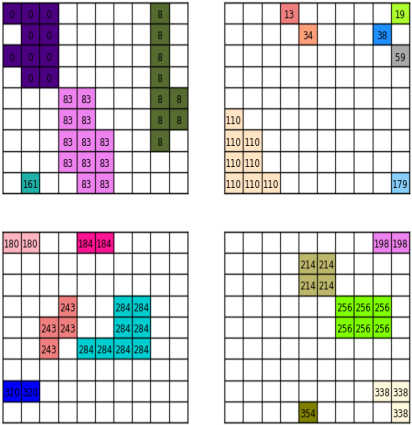 0 0 0 8
0 0 8
0 0 0 8
0 0 8
83 83 8 8
83 83 8 8
83 83 83 8
83 83 83
161 83 83
13 19
34 38
59
110
110 110
110 110
110 110 110 179
180 180 184 184
243 284 284
243 243 284 284
243 284 284 284 284
198 198
214 214
214 214
256 256 256
256 256 256
338 338
354 338